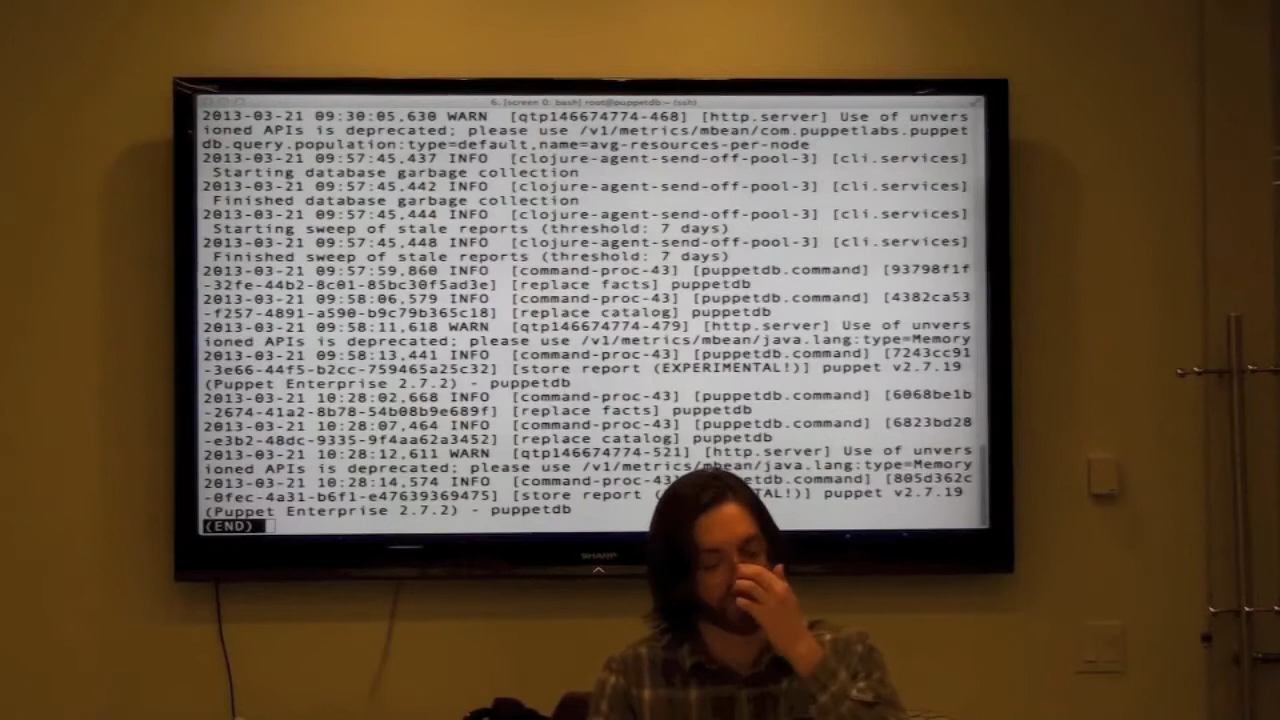 6. [screen 0: bash] root@puppetdb:~ (ssh)
2013-03-21 09:30:05,630 WARN  [qtp146674774-468] [http.server] Use of unvers
ioned APIs is deprecated; please use /v1/metrics/mbean/com.puppetlabs.puppet
db.query.population:type=default,name=avg-resources-per-node
2013-03-21 09:57:45,437 INFO  [clojure-agent-send-off-pool-3] [cli.services]
Starting database garbage collection
2013-03-21 09:57:45,442 INFO  [clojure-agent-send-off-pool-3] [cli.services]
Finished database garbage collection
2013-03-21 09:57:45,444 INFO  [clojure-agent-send-off-pool-3] [cli.services]
Starting sweep of stale reports (threshold: 7 days)
2013-03-21 09:57:45,448 INFO  [clojure-agent-send-off-pool-3] [cli.services]
Finished sweep of stale reports (threshold: 7 days)
2013-03-21 09:57:59,860 INFO  [command-proc-43] [puppetdb.command] [93798f1f
-32fe-44b2-8c01-85bc30f5ad3e] [replace facts] puppetdb
2013-03-21 09:58:06,579 INFO  [command-proc-43] [puppetdb.command] [4382ca53
-f257-4891-a590-b9c79b365c18] [replace catalog] puppetdb
2013-03-21 09:58:11,618 WARN  [qtp146674774-479] [http.server] Use of unvers
ioned APIs is deprecated; please use /v1/metrics/mbean/java.lang:type=Memory
2013-03-21 09:58:13,441 INFO  [command-proc-43] [puppetdb.command] [7243cc91
-3e66-44f5-b2cc-759465a25c32] [store report (EXPERIMENTAL!)] puppet v2.7.19
(Puppet Enterprise 2.7.2) - puppetdb
2013-03-21 10:28:02,668 INFO  [command-proc-43] [puppetdb.command] [6068be1b
-2674-41a2-8b78-54b08b9e689f] [replace facts] puppetdb
2013-03-21 10:28:07,464 INFO  [command-proc-43] [puppetdb.command] [6823bd28
-e3b2-48dc-9335-9f4aa62a3452] [replace catalog] puppetdb
2013-03-21 10:28:12,611 WARN  [qtp146674774-521] [http.server] Use of unvers
ioned APIs is deprecated; please use /v1/metrics/mbean/java.lang:type=Memory
2013-03-21 10:28:14,574 INFO  [command-proc-43] [puppetdb.command] [805d362c
-0fec-4a31-b6f1-e47639369475] [store report ( TAL!)] puppet v2.7.19
(Puppet Enterprise 2.7.2) - puppetdb
(END)
SHARP